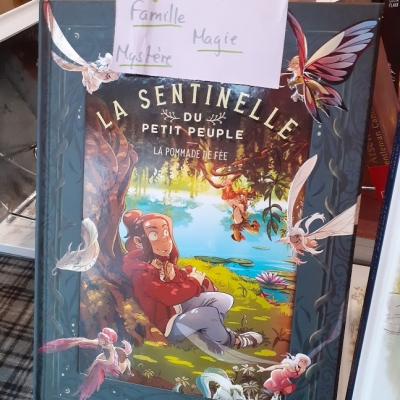 Famille
Magie
Mystère
LA SENTINELLE
DU
PETIT PEUPLE
LA POMMADE DE FÉE